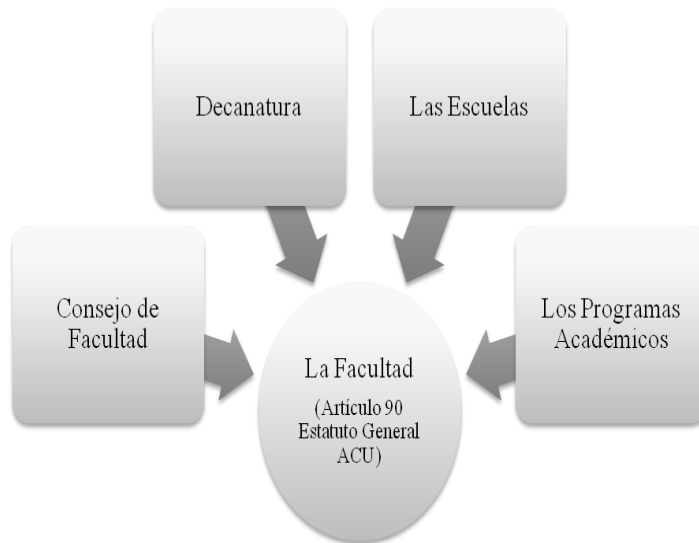 Decanatura
Las Escuelas
Consejo de
Facultad
Los Programas
Académicos
La Facultad
(Artículo 90
Estatuto General
ACU)